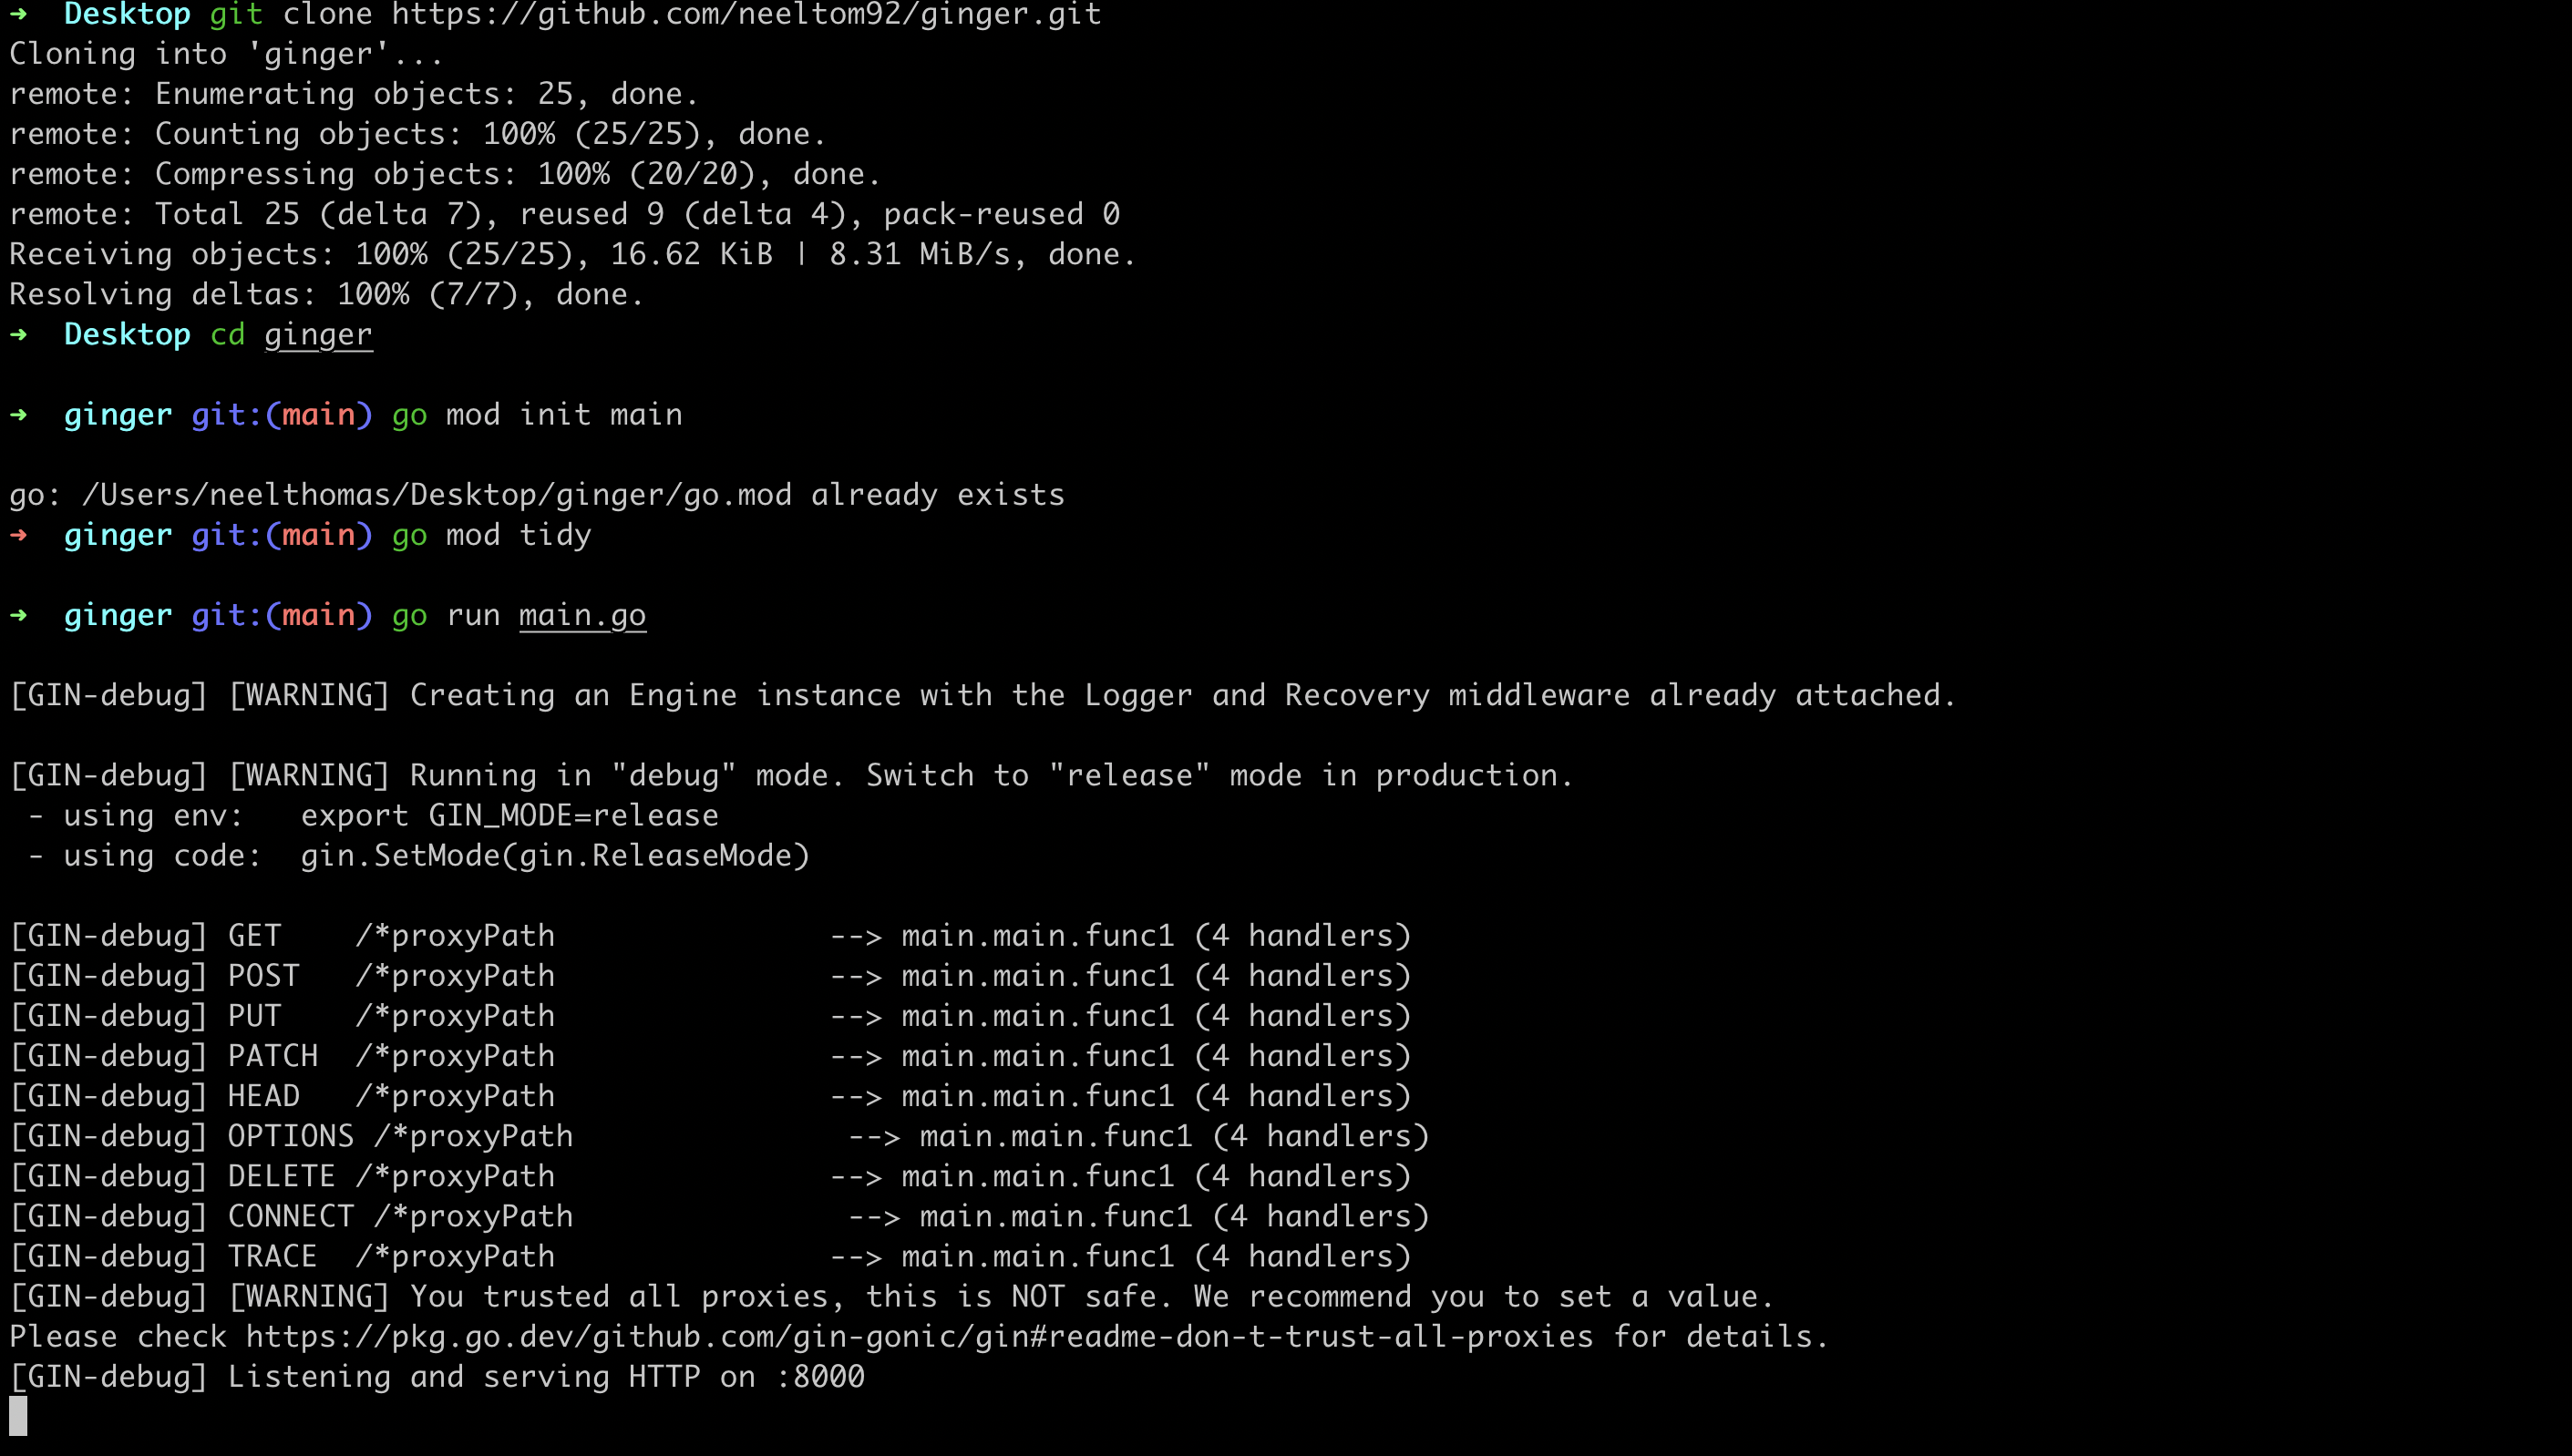 ➜  Desktop git clone https://github.com/neeltom92/ginger.git
Cloning into 'ginger'...
remote: Enumerating objects: 25, done.
remote: Counting objects: 100% (25/25), done.
remote: Compressing objects: 100% (20/20), done.
remote: Total 25 (delta 7), reused 9 (delta 4), pack-reused 0
Receiving objects: 100% (25/25), 16.62 KiB | 8.31 MiB/s, done.
Resolving deltas: 100% (7/7), done.
➜  Desktop cd ginger
➜  ginger git:(main) go mod init main
go: /Users/neelthomas/Desktop/ginger/go.mod already exists
➜  ginger git:(main) go mod tidy
➜  ginger git:(main) go run main.go
[GIN-debug] [WARNING] Creating an Engine instance with the Logger and Recovery middleware already attached.
[GIN-debug] [WARNING] Running in "debug" mode. Switch to "release" mode in production.
 - using env:   export GIN_MODE=release
 - using code:  gin.SetMode(gin.ReleaseMode)
[GIN-debug] GET    /*proxyPath               --> main.main.func1 (4 handlers)
[GIN-debug] POST   /*proxyPath               --> main.main.func1 (4 handlers)
[GIN-debug] PUT    /*proxyPath               --> main.main.func1 (4 handlers)
[GIN-debug] PATCH  /*proxyPath               --> main.main.func1 (4 handlers)
[GIN-debug] HEAD   /*proxyPath               --> main.main.func1 (4 handlers)
[GIN-debug] OPTIONS /*proxyPath               --> main.main.func1 (4 handlers)
[GIN-debug] DELETE /*proxyPath               --> main.main.func1 (4 handlers)
[GIN-debug] CONNECT /*proxyPath               --> main.main.func1 (4 handlers)
[GIN-debug] TRACE  /*proxyPath               --> main.main.func1 (4 handlers)
[GIN-debug] [WARNING] You trusted all proxies, this is NOT safe. We recommend you to set a value.
Please check https://pkg.go.dev/github.com/gin-gonic/gin#readme-don-t-trust-all-proxies for details.
[GIN-debug] Listening and serving HTTP on :8000